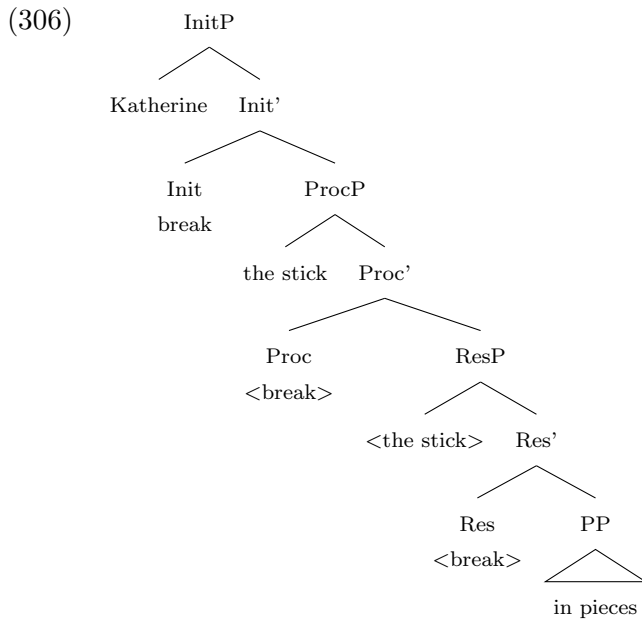 (306)
InitP
Katherine Init'
Init ProcP
break
the stick Proc'
Proc ResP
<break>
<the stick> Res'
Res PP
<break>
in pieces